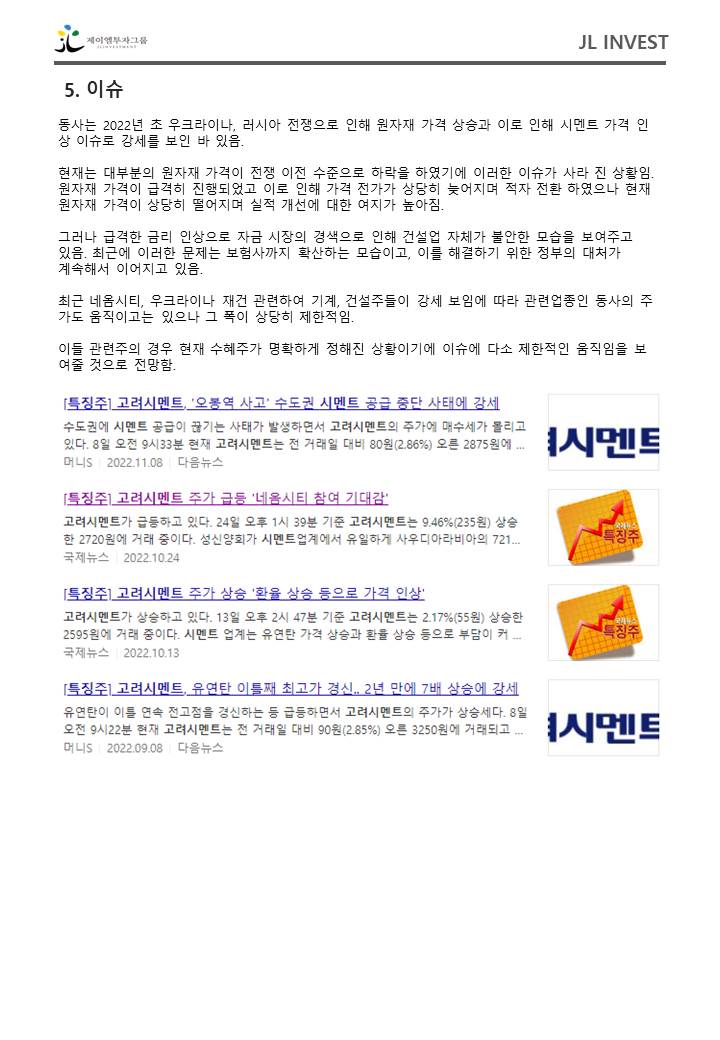 제이엘투자그룹
JLINVESTMENT
JL INVEST
5. 이슈
동사는 2022년 초 우크라이나, 러시아 전쟁으로 인해 원자재 가격 상승과 이로 인해 시멘트 가격 인
상 이슈로 강세를 보인 바 있음.
현재는 대부분의 원자재 가격이 전쟁 이전 수준으로 하락을 하였기에 이러한 이슈가 사라 진 상황임.
원자재 가격이 급격히 진행되었고 이로 인해 가격 전가가 상당히 늦어지며 적자 전환 하였으나 현재
원자재 가격이 상당히 떨어지며 실적 개선에 대한 여지가 높아짐.
그러나 급격한 금리 인상으로 자금 시장의 경색으로 인해 건설업 자체가 불안한 모습을 보여주고
있음. 최근에 이러한 문제는 보험사까지 확산하는 모습이고, 이를 해결하기 위한 정부의 대처가
계속해서 이어지고 있음.
최근 네옴시티, 우크라이나 재건 관련하여 기계, 건설주들이 강세 보임에 따라 관련업종인 동사의 주
가도 움직이고는 있으나 그 폭이 상당히 제한적임.
이들 관련주의 경우 현재 수혜주가 명확하게 정해진 상황이기에 이슈에 다소 제한적인 움직임을 보
여줄 것으로 전망함.
[특징주] 고려시멘트, '오봉역 사고' 수도권 시멘트 공급 중단 사태에 강세
수도권에 시멘트 공급이 끊기는 사태가 발생하면서 고려시멘트의 주가에 매수세가 몰리고
있다. 8일 오전 9시33분 현재 고려시멘트는 전 거래일 대비 80원(2.86%) 오른 2875원에 ...
머니S | 2022.11.08 | 다음뉴스
려시멘트
[특징주] 고려시멘트 주가 급등 '네옴시티 참여 기대감'
고려시멘트가 급등하고 있다. 24일 오후 1시 39분 기준 고려시멘트는 9.46%(235원) 상승
한 2720원에 거래 중이다. 성신양회가 시멘트업계에서 유일하게 사우디아라비아의 721...
국제뉴스 | 2022.10.24
국제뉴스
특징주
[특징주] 고려시멘트 주가 상승 '환율 상승 등으로 가격 인상'
고려시멘트가 상승하고 있다. 13일 오후 2시 47분 기준 고려시멘트는 2.17%(55원) 상승한
2595원에 거래 중이다. 시멘트 업계는 유연탄 가격 상승과 환율 상승 등으로 부담이 커 ...
국제뉴스 | 2022.10.13
국제뉴스
특징주
[특징주] 고려시멘트, 유연탄 이틀째 최고가 경신.. 2년 만에 7배 상승에 강세
유연탄이 이틀 연속 전고점을 경신하는 등 급등하면서 고려시멘트의 주가가 상승세다. 8일
오전 9시22분 현재 고려시멘트는 전 거래일 대비 90원(2.85%) 오른 3250원에 거래되고 ...
머니S | 2022.09.08 | 다음뉴스
려시멘트